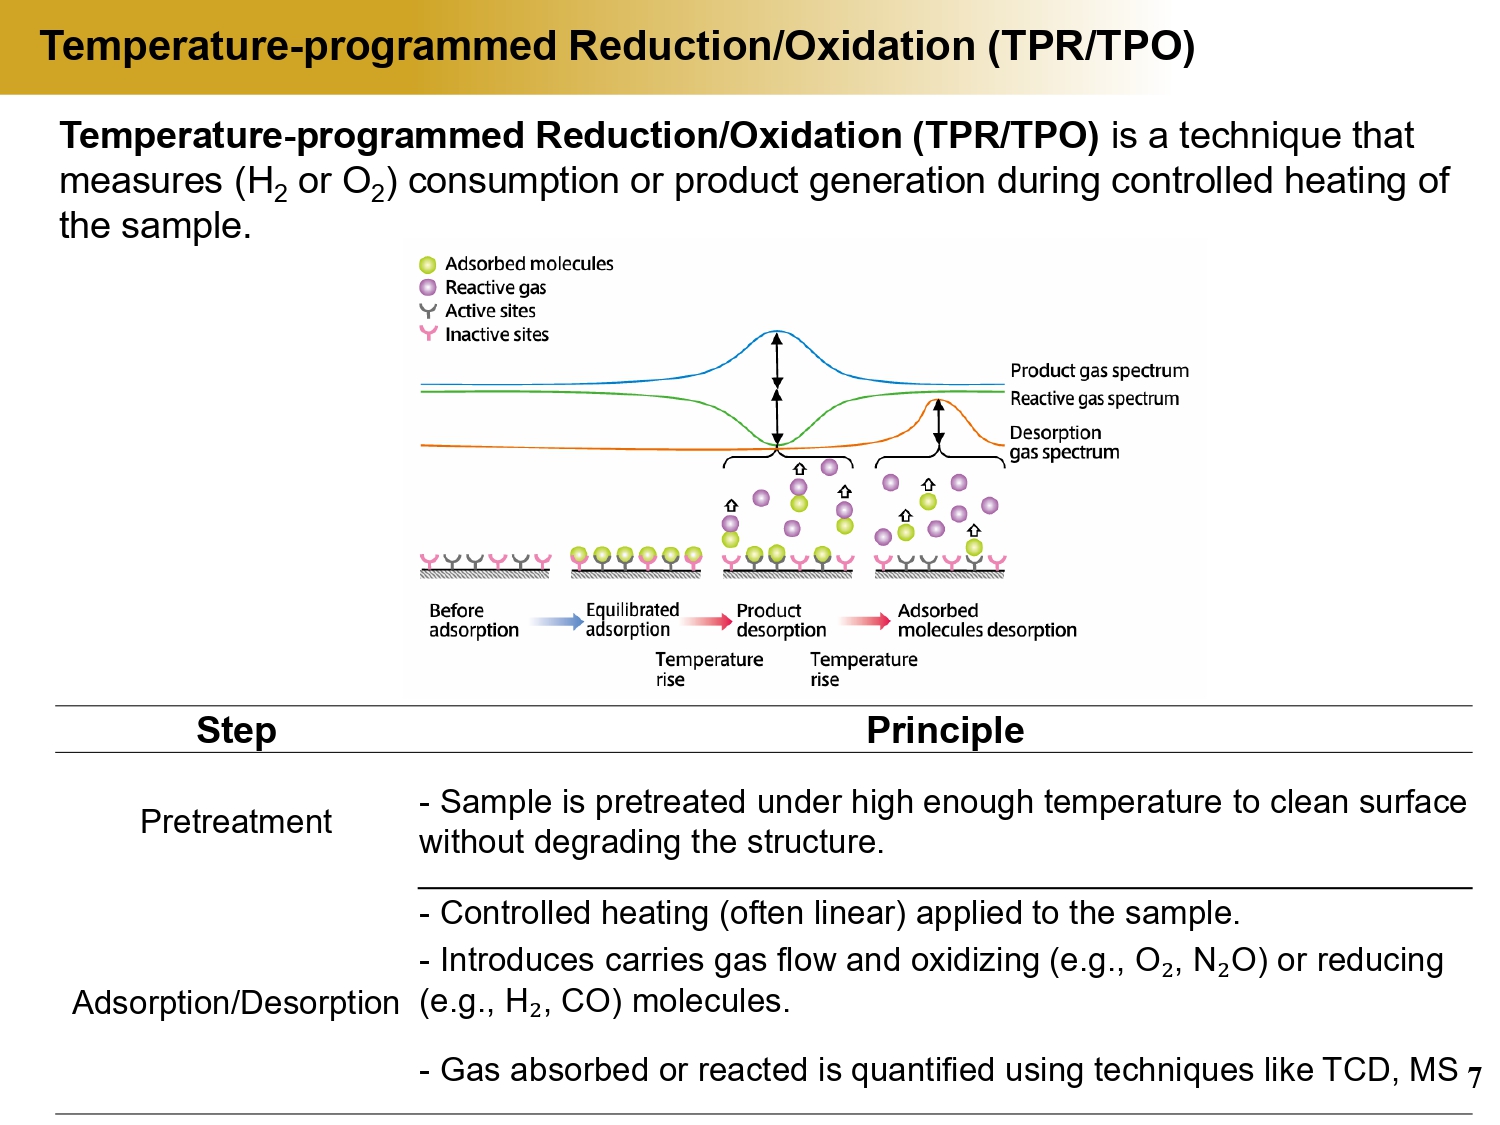 Temperature-programmed Reduction/Oxidation (TPR/TPO)
Temperature-programmed Reduction/Oxidation (TPR/TPO) is a technique that
measures (H₂ or O₂) consumption or product generation during controlled heating of
the sample.
Adsorbed molecules
Reactive gas
Active sites
Inactive sites
Product gas spectrum
Reactive gas spectrum
Desorption
gas spectrum
Before
adsorption
Equilibrated
adsorption
Product
desorption
Adsorbed
molecules desorption
Temperature
rise
Temperature
rise
Step
Principle
Pretreatment
- Sample is pretreated under high enough temperature to clean surface
without degrading the structure.
Adsorption/Desorption
- Controlled heating (often linear) applied to the sample.
- Introduces carries gas flow and oxidizing (e.g., O₂, N₂O) or reducing
(e.g., H₂, CO) molecules.
- Gas absorbed or reacted is quantified using techniques like TCD, MS
7